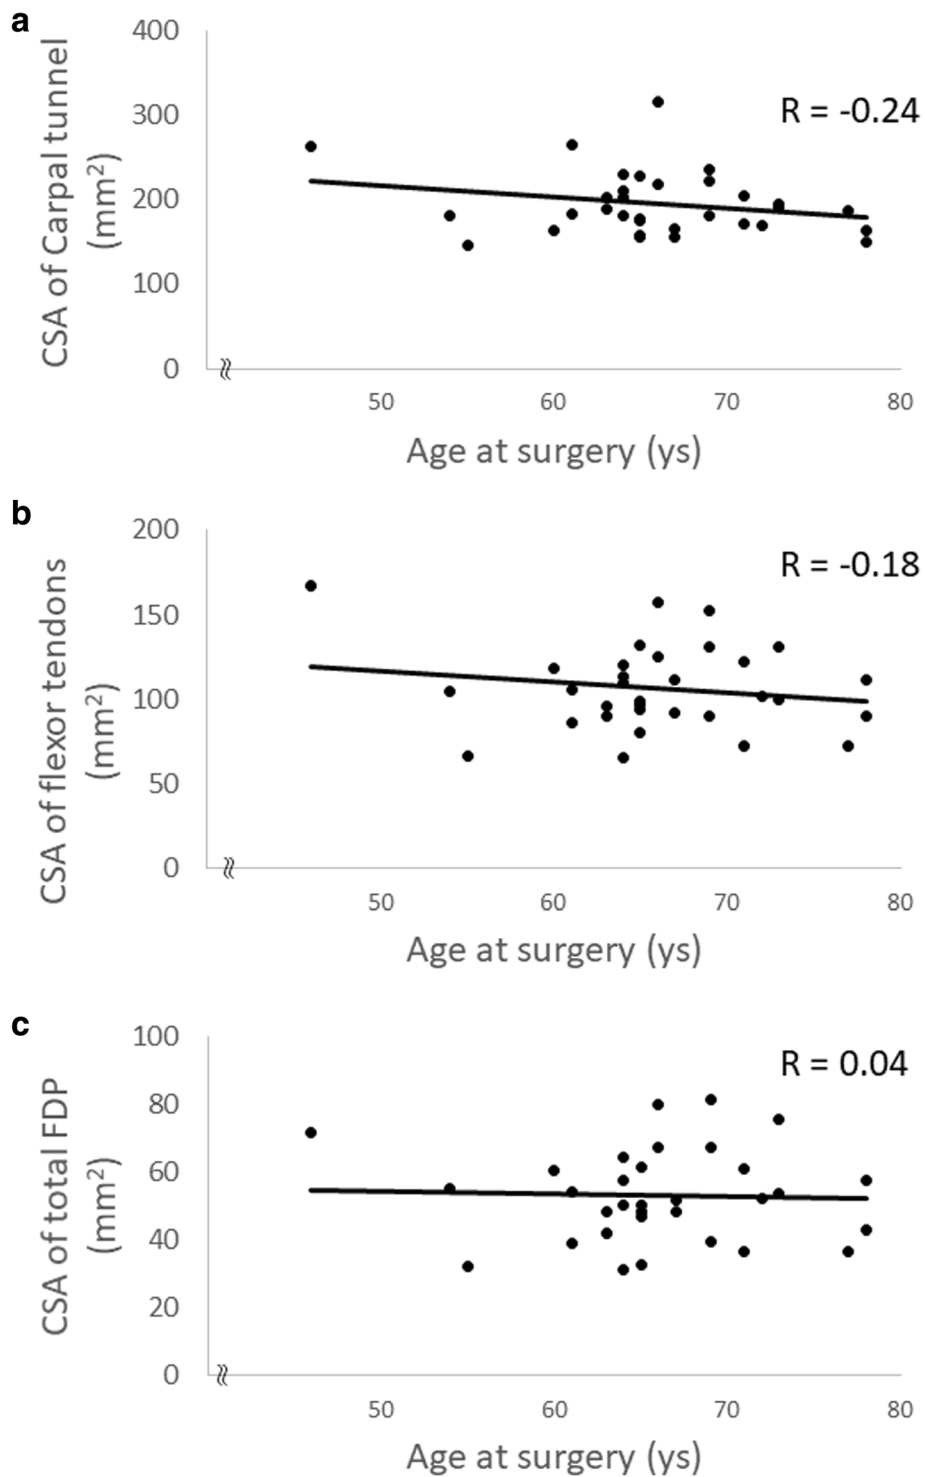 a
CSA of Carpal tunnel
(mm²)
400
300
200
100
0
R = -0.24
50 60 70 80
Age at surgery (ys)
b
CSA of flexor tendons
(mm²)
200
150
100
50
0
R = -0.18
50 60 70 80
Age at surgery (ys)
c
CSA of total FDP
(mm²)
100
80
60
40
20
0
R = 0.04
50 60 70 80
Age at surgery (ys)